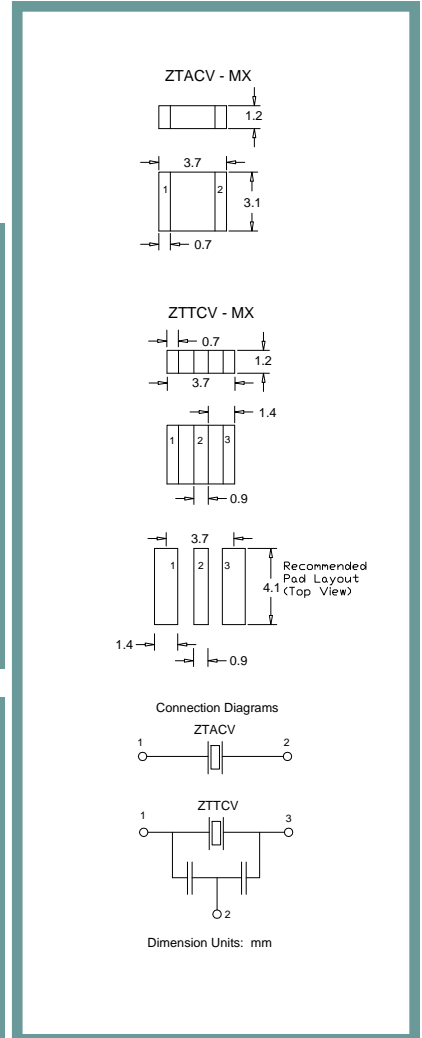 ZTACV - MX
1.2
3.7
1 2
3.1
0.7
ZTTCV - MX
0.7
1.2
3.7
1.4
1 2 3
0.9
3.7
1 2 3
Recommended
Pad Layout
(Top View)
4.1
1.4
0.9
Connection Diagrams
ZTACV
1 2
ZTTCV
1 3
2
Dimension Units: mm